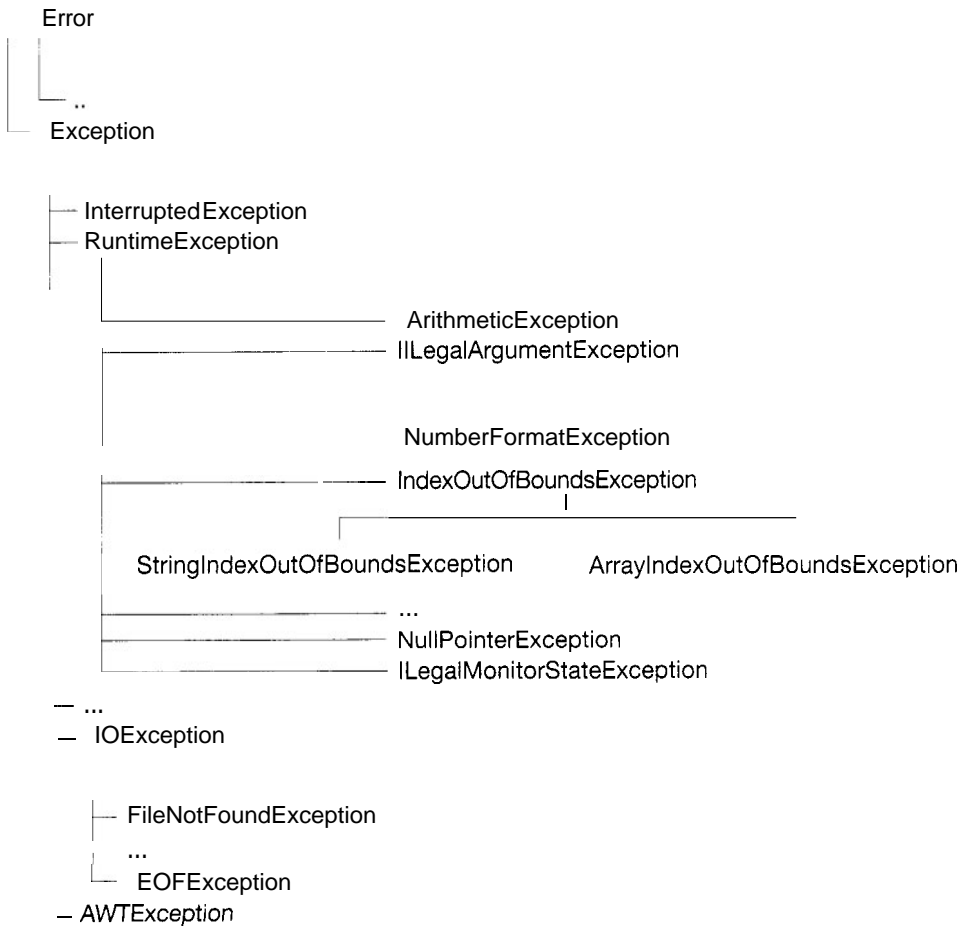 Error
..
Exception
InterruptedException
RuntimeException
ArithmeticException
IlLegalArgumentException
NumberFormatException
IndexOutOfBoundsException
StringIndexOutOfBoundsException ArrayIndexOutOfBoundsException
...
NullPointerException
ILegalMonitorStateException
...
IOException
FileNotFoundException
...
EOFException
AWTException